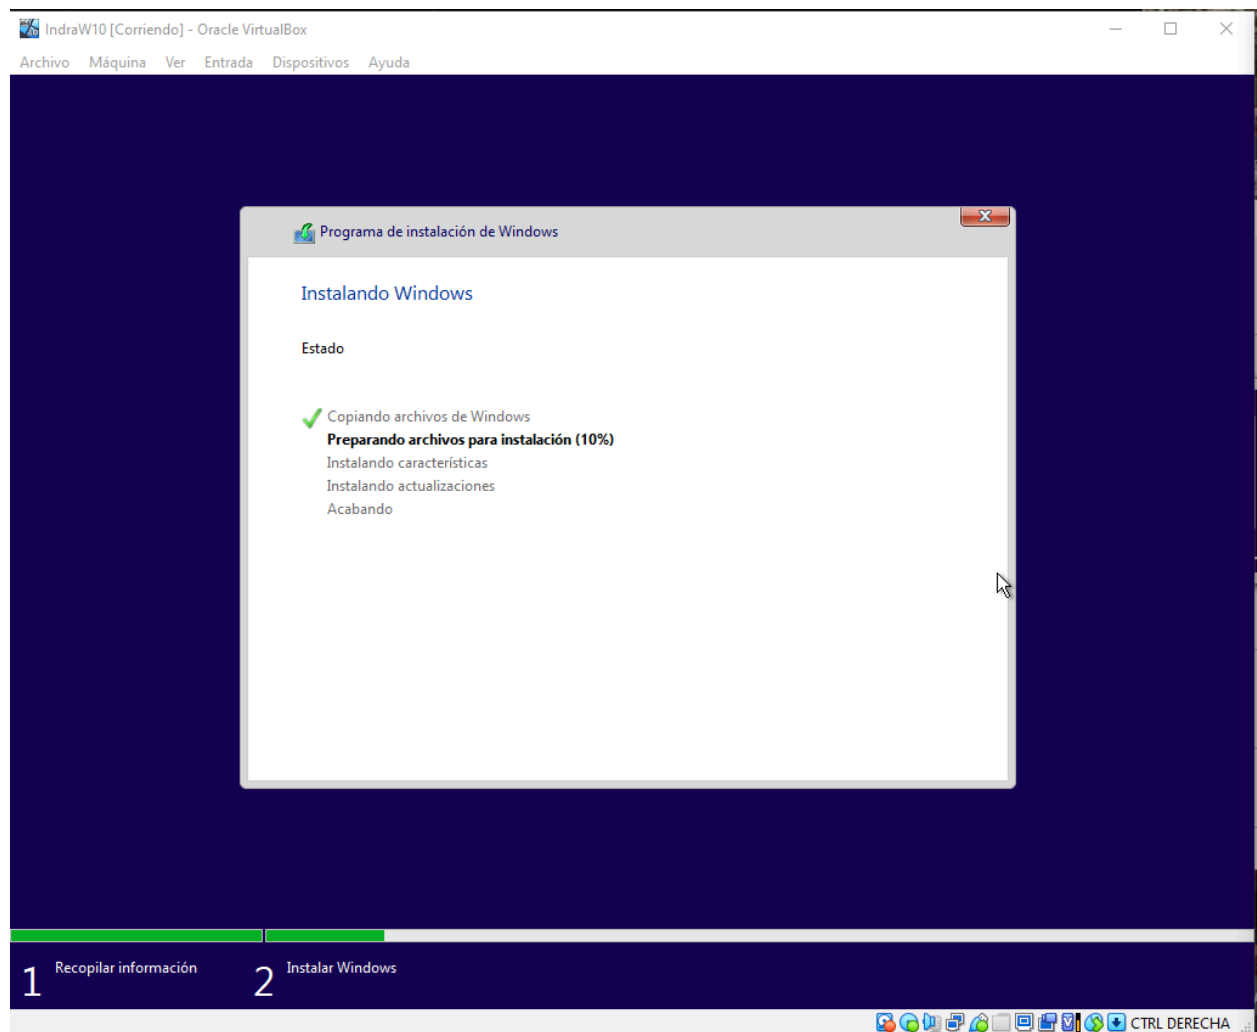 IndraW10 [Corriendo] - Oracle VirtualBox
Archivo Máquina Ver Entrada Dispositivos Ayuda
Programa de instalación de Windows
Instalando Windows
Estado
Copiando archivos de Windows
Preparando archivos para instalación (10%)
Instalando características
Instalando actualizaciones
Acabando
1 Recopilar información 2 Instalar Windows
CTRL DERECHA